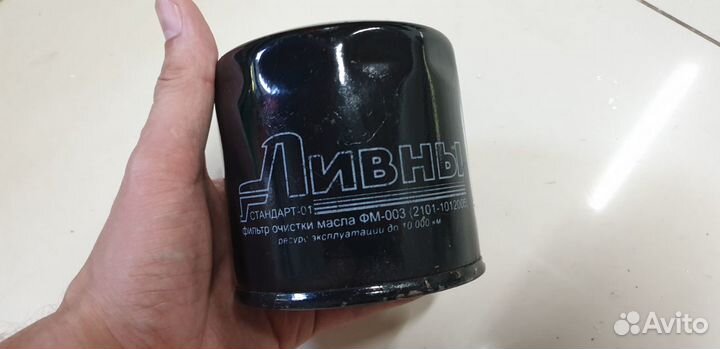 Ливны
СТАНДАРТ-01
фильтр очистки масла ФМ-003 (2101-1012005)
ресурс эксплуатации до 10 000 км
Avito